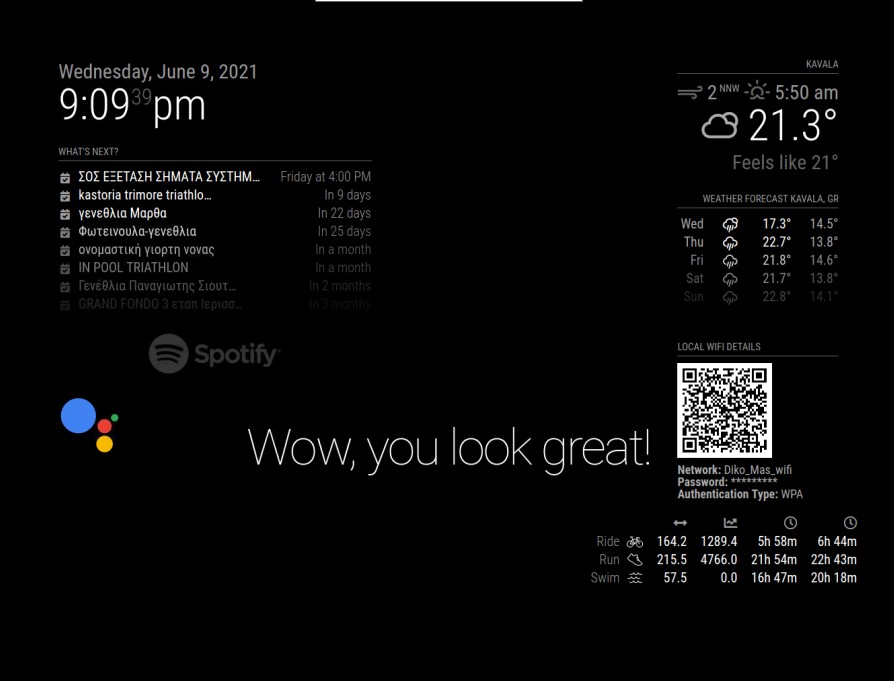 Wednesday, June 9, 2021
9:09 39 pm
WHAT'S NEXT?
ΣΟΣ ΕΞΕΤΑΣΗ ΣΗΜΑΤΑ ΣΥΣΤΗΜ… Friday at 4:00 PM
kastoria trimore triathlo… In 9 days
γενεθλια Μαρθα In 22 days
Φωτεινουλα-γενεθλια In 25 days
ονομαστική γιορτη νονας In a month
IN POOL TRIATHLON In a month
Γενέθλια Παναγιωτης Σιουτ… In 2 months
GRAND FONDO 3 εταπ Ιερισσ… In 3 months
Spotify
Wow, you look great!
KAVALA
2 NNW 5:50 am
21.3°
Feels like 21°
WEATHER FORECAST KAVALA, GR
Wed 17.3° 14.5°
Thu 22.7° 13.8°
Fri 21.8° 14.6°
Sat 21.7° 13.8°
Sun 22.8° 14.1°
LOCAL WIFI DETAILS
Network: Diko_Mas_wifi
Password: *********
Authentication Type: WPA
Ride 164.2 1289.4 5h 58m 6h 44m
Run 215.5 4766.0 21h 54m 22h 43m
Swim 57.5 0.0 16h 47m 20h 18m